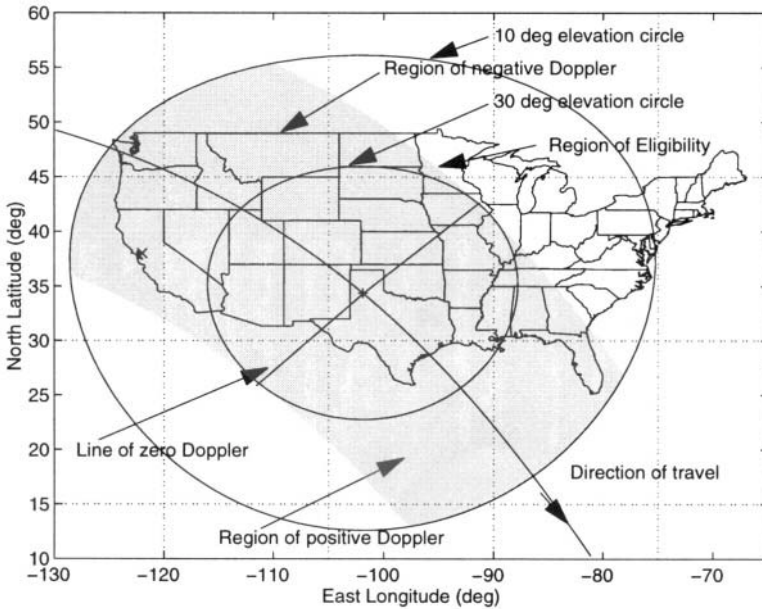 10 deg elevation circle
Region of negative Doppler
30 deg elevation circle
Region of Eligibility
Line of zero Doppler
Direction of travel
Region of positive Doppler
North Latitude (deg)
60
55
50
45
40
35
30
25
20
15
10
−130
−120
−110
−100
−90
−80
−70
East Longitude (deg)